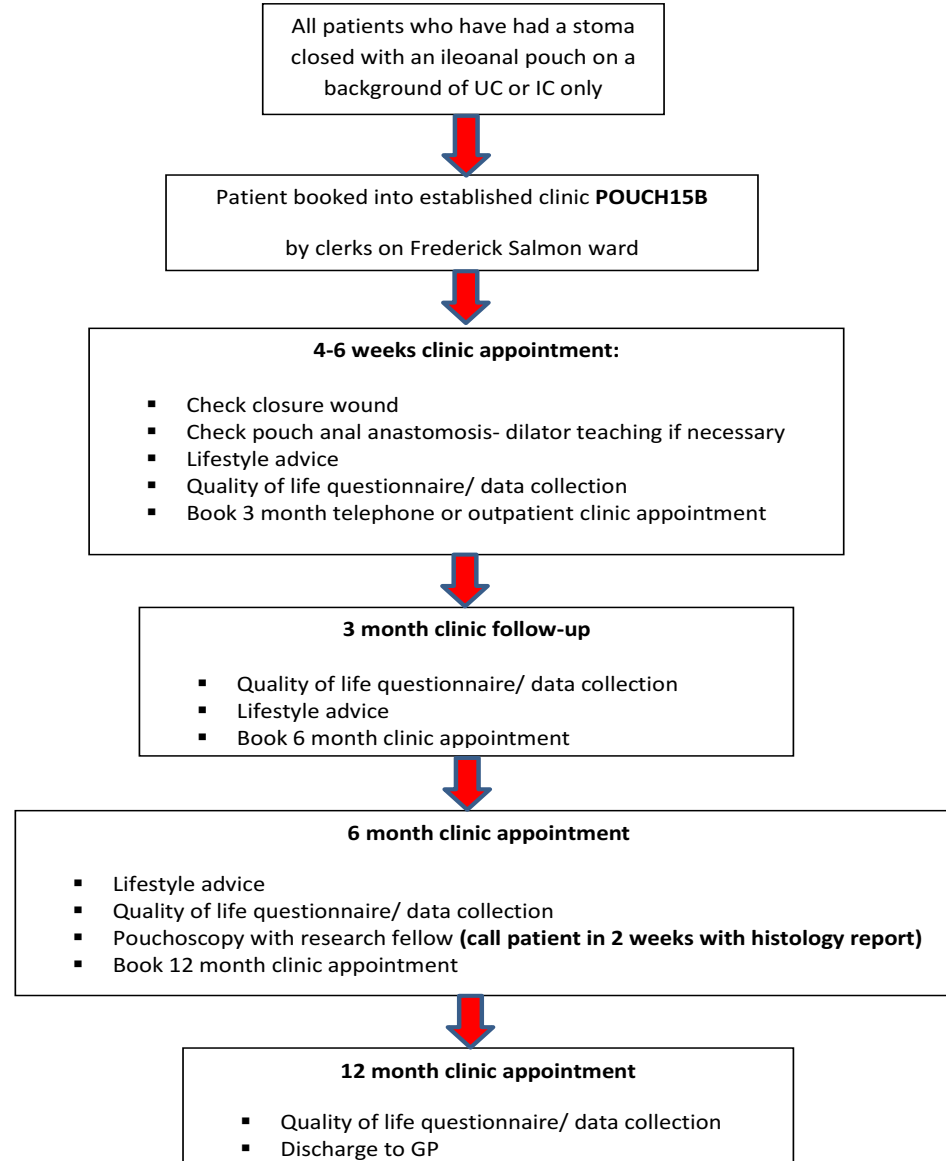 All patients who have had a stoma
closed with an ileoanal pouch on a
background of UC or IC only
Patient booked into established clinic POUCH15B
by clerks on Frederick Salmon ward
4-6 weeks clinic appointment:
▪ Check closure wound
▪ Check pouch anal anastomosis- dilator teaching if necessary
▪ Lifestyle advice
▪ Quality of life questionnaire/ data collection
▪ Book 3 month telephone or outpatient clinic appointment
3 month clinic follow-up
▪ Quality of life questionnaire/ data collection
▪ Lifestyle advice
▪ Book 6 month clinic appointment
6 month clinic appointment
▪ Lifestyle advice
▪ Quality of life questionnaire/ data collection
▪ Pouchoscopy with research fellow (call patient in 2 weeks with histology report)
▪ Book 12 month clinic appointment
12 month clinic appointment
▪ Quality of life questionnaire/ data collection
▪ Discharge to GP